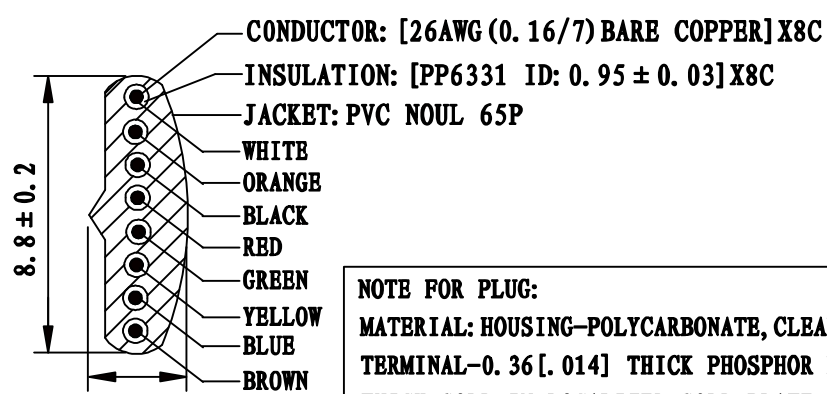 CONDUCTOR: [26AWG(0.16/7)BARE COPPER]X8C
INSULATION: [PP6331 ID: 0.95±0.03]X8C
JACKET: PVC NOUL 65P
WHITE
ORANGE
BLACK
RED
GREEN
YELLOW
BLUE
BROWN
8.8±0.2
NOTE FOR PLUG:
MATERIAL: HOUSING-POLYCARBONATE, CLEA
TERMINAL-0.36[.014] THICK PHOSPHOR